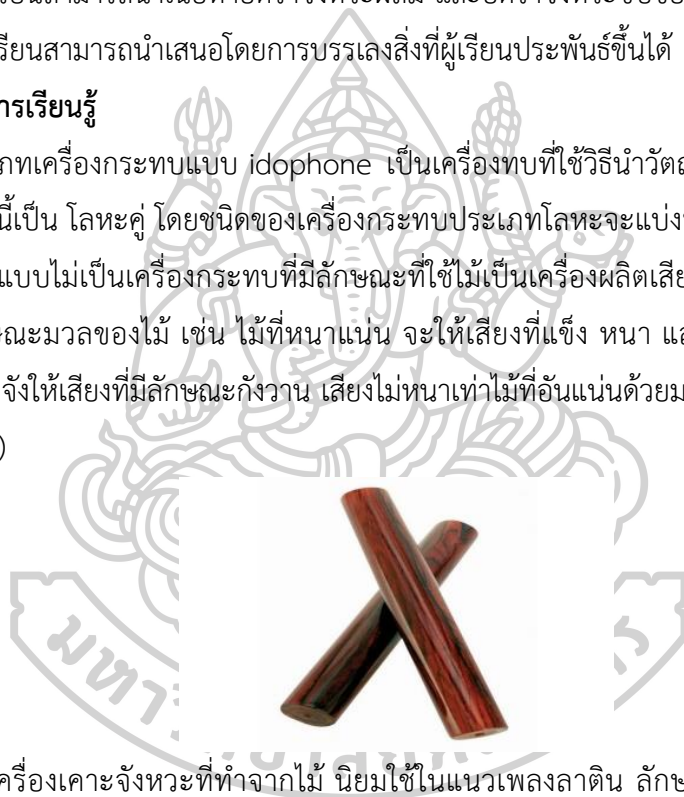 เรียนสามารถนำเสนอโดยการบรรเลงสิ่งที่ผู้เรียนประพันธ์ขึ้นได้
ารเรียนรู้
ภทเครื่องกระทบแบบ idophone เป็นเครื่องทบที่ใช้วิธีนำวัตถ
นี้เป็น โลหะคู่ โดยชนิดของเครื่องกระทบประเภทโลหะจะแบ่ง
แบบไม่เป็นเครื่องกระทบที่มีลักษณะที่ใช้ไม้เป็นเครื่องผลิตเสีย
ษณะมวลของไม้ เช่น ไม้ที่หนาแน่น จะให้เสียงที่แข็ง หนา แล
จังให้เสียงที่มีลักษณะกังวาน เสียงไม่หนาเท่าไม้ที่อันแน่นด้วยม
)
ครื่องเคาะจังหวะที่ทำจากไม้ นิยมใช้ในแนวเพลงลาติน ลักษ